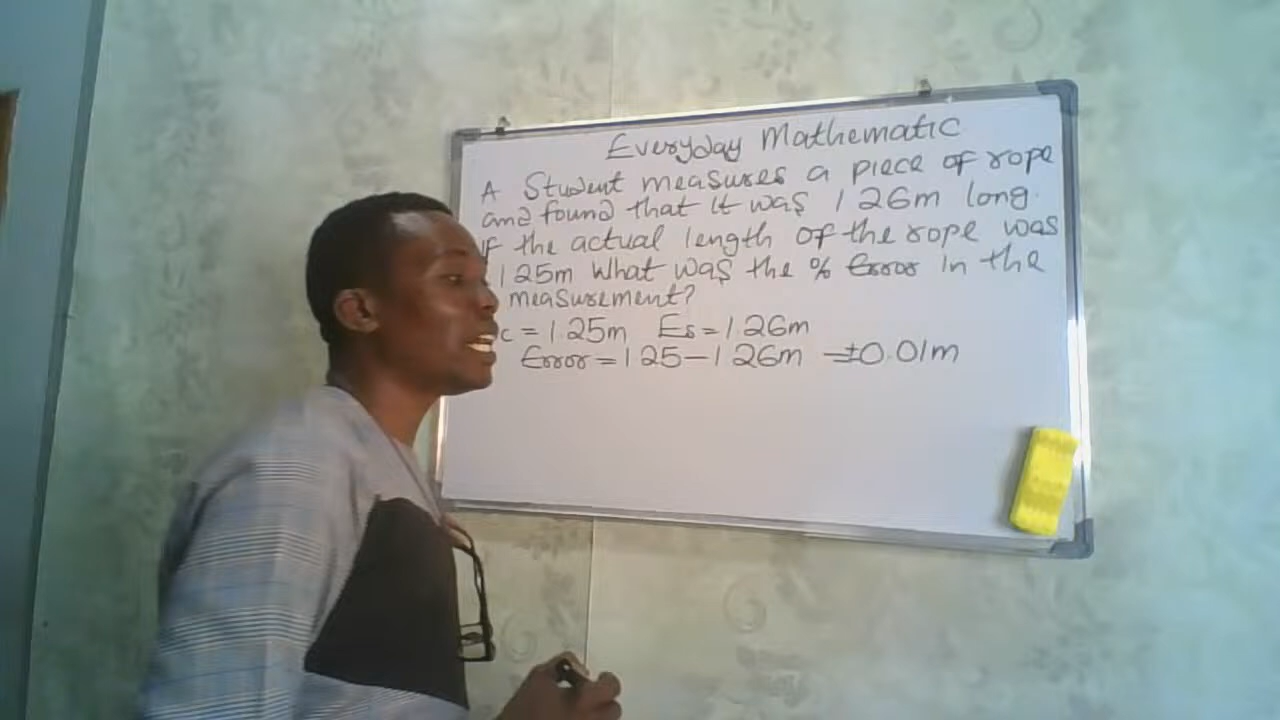 Everyday Mathematic
A Student measures a piece of rope
and found that it was 1.26m long.
If the actual length of the rope was
1.25m What was the % Error in the
measurement?
c = 1.25m Es = 1.26m
Error = 1.25 - 1.26m = ±0.01m